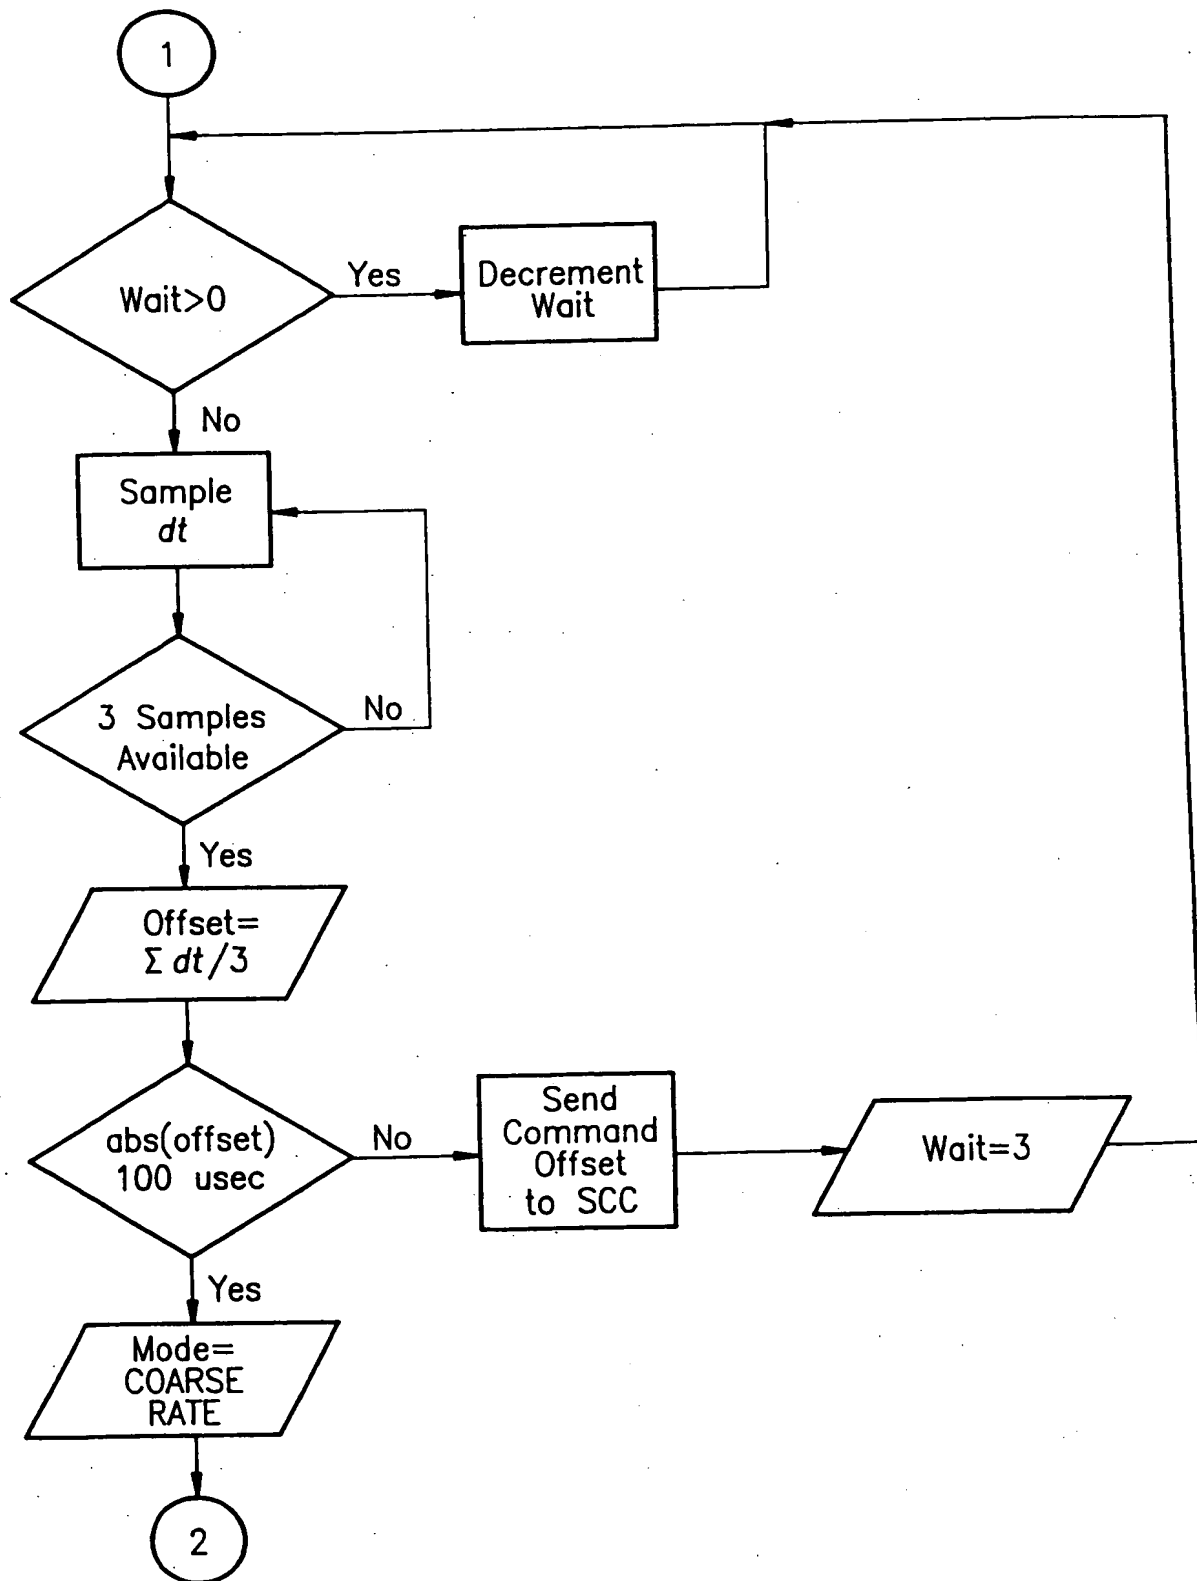 1
Wait>0
Yes
Decrement
Wait
No
Sample
dt
3 Samples
Available
No
Yes
Offset=
Σ dt/3
abs(offset)
100 usec
No
Send
Command
Offset
to SCC
Wait=3
Yes
Mode=
COARSE
RATE
2